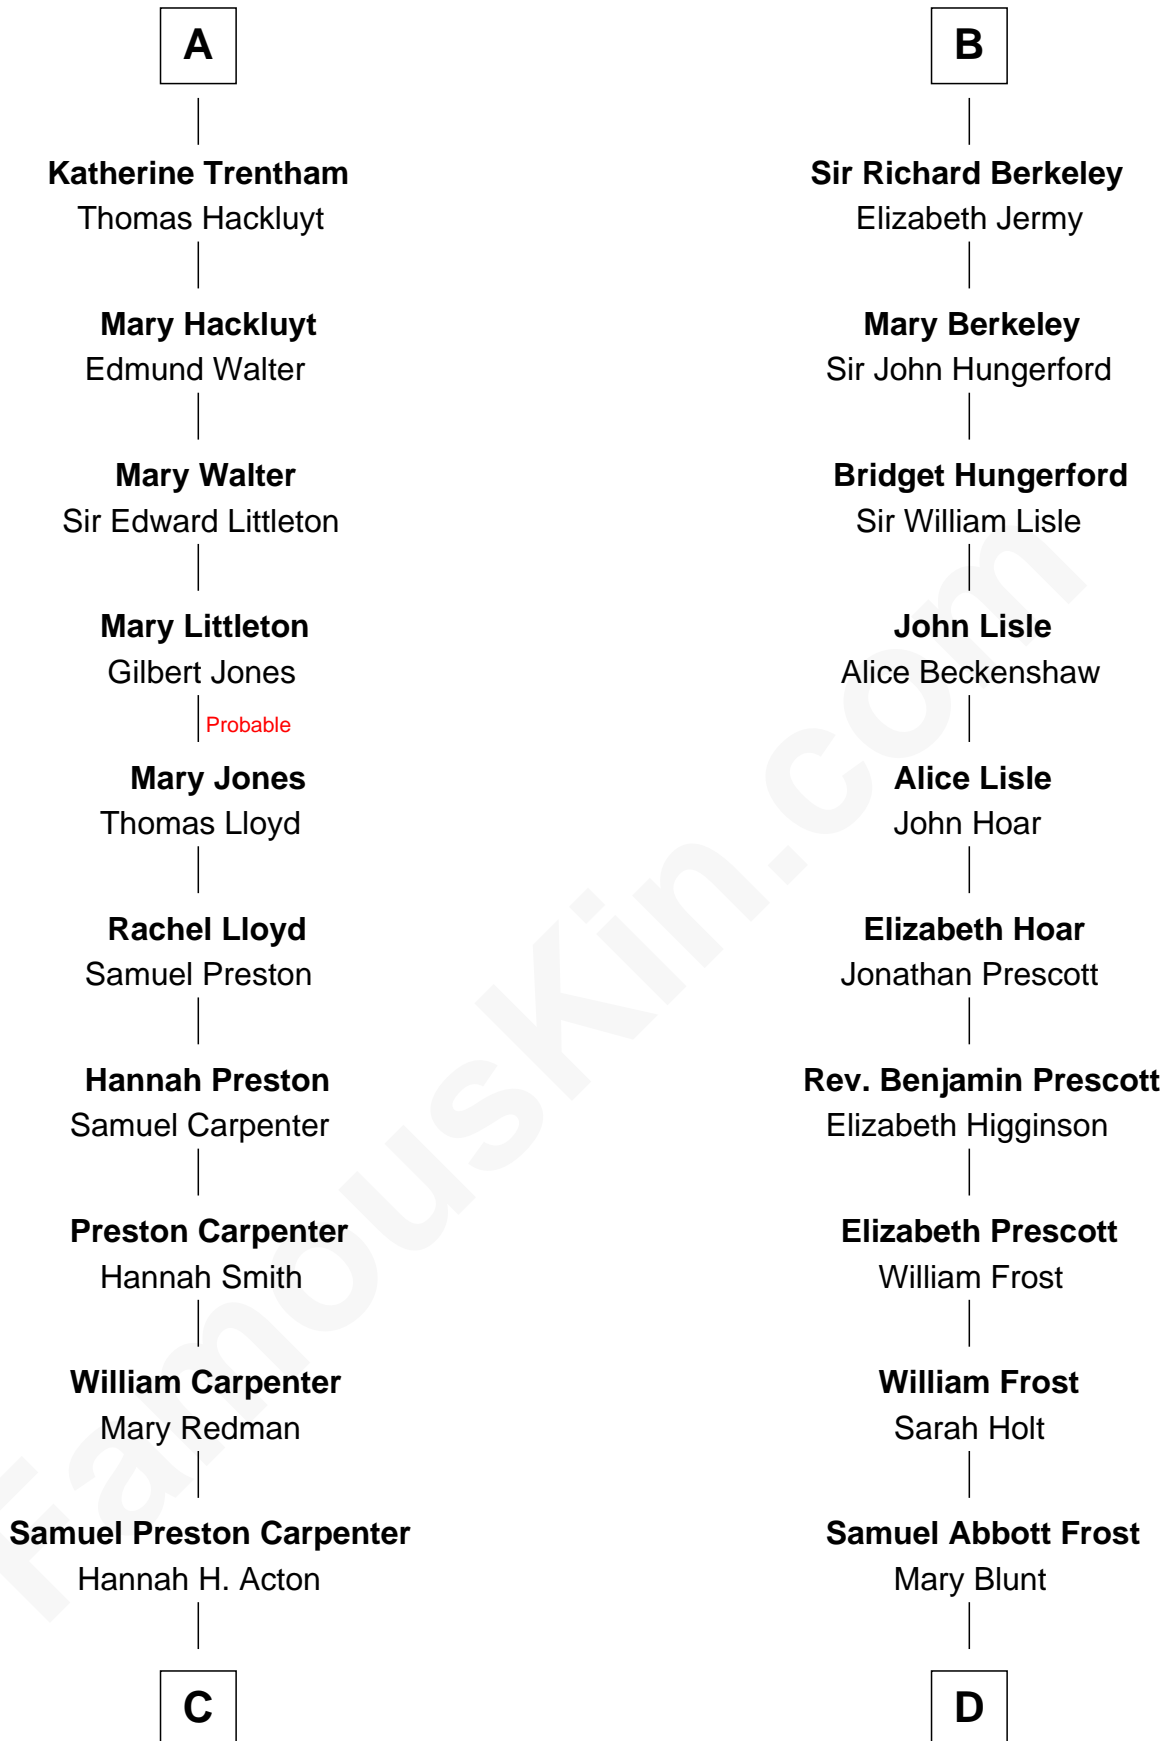 A
Katherine Trentham
Thomas Hackluyt
Mary Hackluyt
Edmund Walter
Mary Walter
Sir Edward Littleton
Mary Littleton
Gilbert Jones
Probable
Mary Jones
Thomas Lloyd
Rachel Lloyd
Samuel Preston
Hannah Preston
Samuel Carpenter
Preston Carpenter
Hannah Smith
William Carpenter
Mary Redman
Samuel Preston Carpenter
Hannah H. Acton
C
B
Sir Richard Berkeley
Elizabeth Jermy
Mary Berkeley
Sir John Hungerford
Bridget Hungerford
Sir William Lisle
John Lisle
Alice Beckenshaw
Alice Lisle
John Hoar
Elizabeth Hoar
Jonathan Prescott
Rev. Benjamin Prescott
Elizabeth Higginson
Elizabeth Prescott
William Frost
William Frost
Sarah Holt
Samuel Abbott Frost
Mary Blunt
D
FamousKin.com